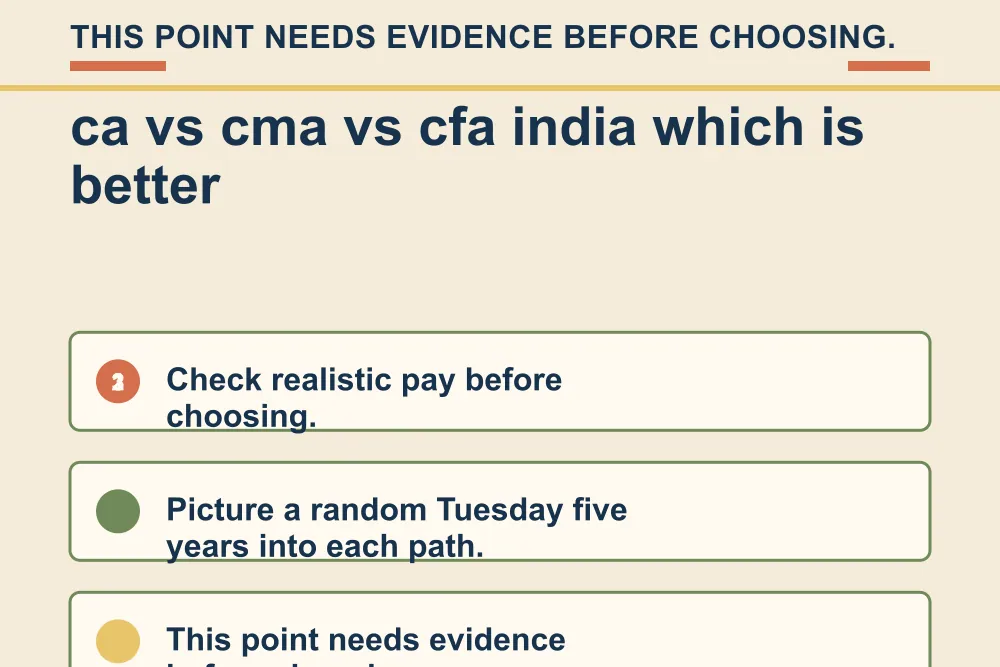 THIS POINT NEEDS EVIDENCE BEFORE CHOOSING.
ca vs cma vs cfa india which is
better
Check realistic pay before
choosing.
Picture a random Tuesday five
years into each path.
This point needs evidence